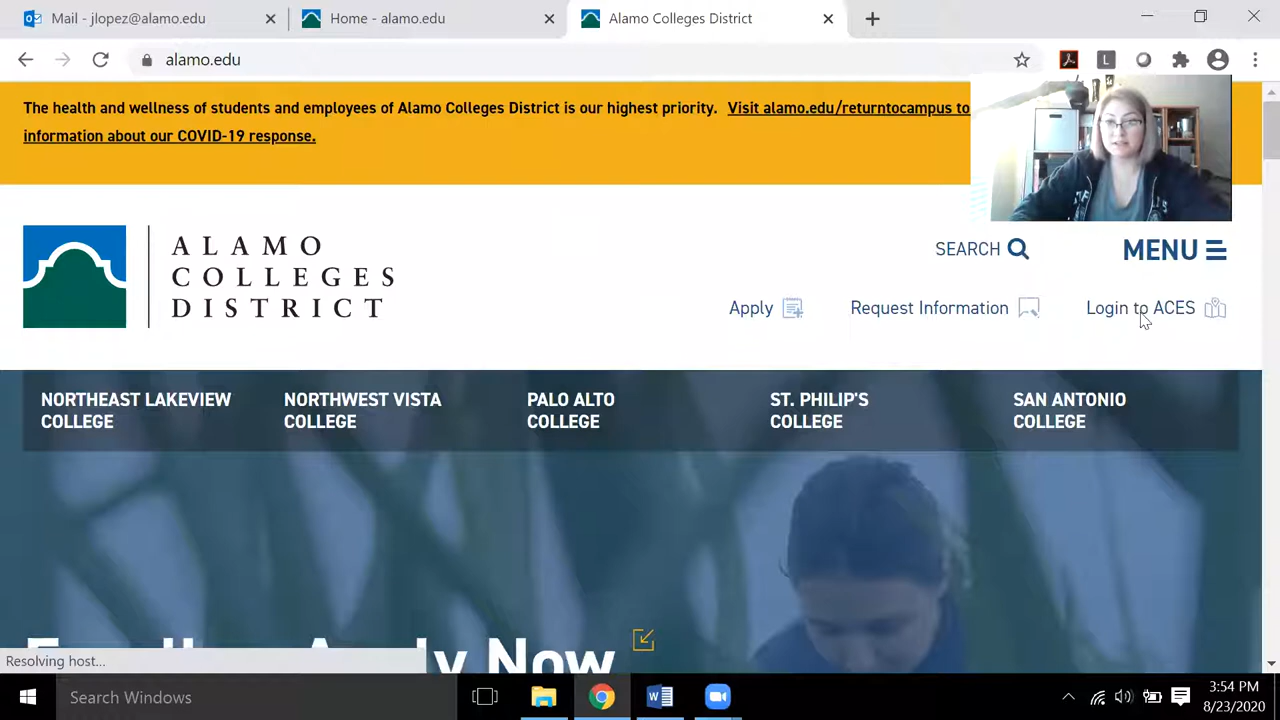 Mail - jlopez@alamo.edu
Home - alamo.edu
Alamo Colleges District
alamo.edu
The health and wellness of students and employees of Alamo Colleges District is our highest priority. Visit alamo.edu/returntocampus to
information about our COVID-19 response.
ALAMO
COLLEGES
DISTRICT
SEARCH
MENU
Apply
Request Information
Login to ACES
NORTHEAST LAKEVIEW
COLLEGE
NORTHWEST VISTA
COLLEGE
PALO ALTO
COLLEGE
ST. PHILIP'S
COLLEGE
SAN ANTONIO
COLLEGE
Now
Resolving host...
Search Windows
3:54 PM
8/23/2020